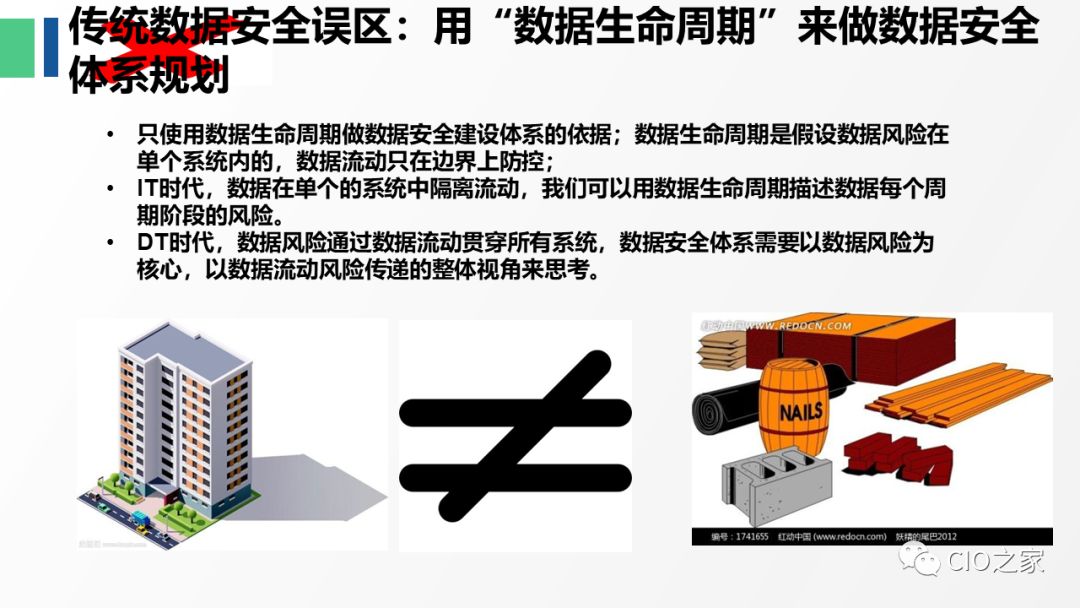 传统数据安全误区：用“数据生命周期”来做数据安全
体系规划
• 只使用数据生命周期做数据安全建设体系的依据；数据生命周期是假设数据风险在
单个系统内的，数据流动只在边界上防控；
• IT时代，数据在单个的系统中隔离流动，我们可以用数据生命周期描述数据每个周
期阶段的风险。
• DT时代，数据风险通过数据流动贯穿所有系统，数据安全体系需要以数据风险为
核心，以数据流动风险传递的整体视角来思考。
红动中国WWW.REDOCN.COM
NAILS
编号：1741655 红动中国 (www.redocn.com) 妖精的尾巴2012
CIO之家